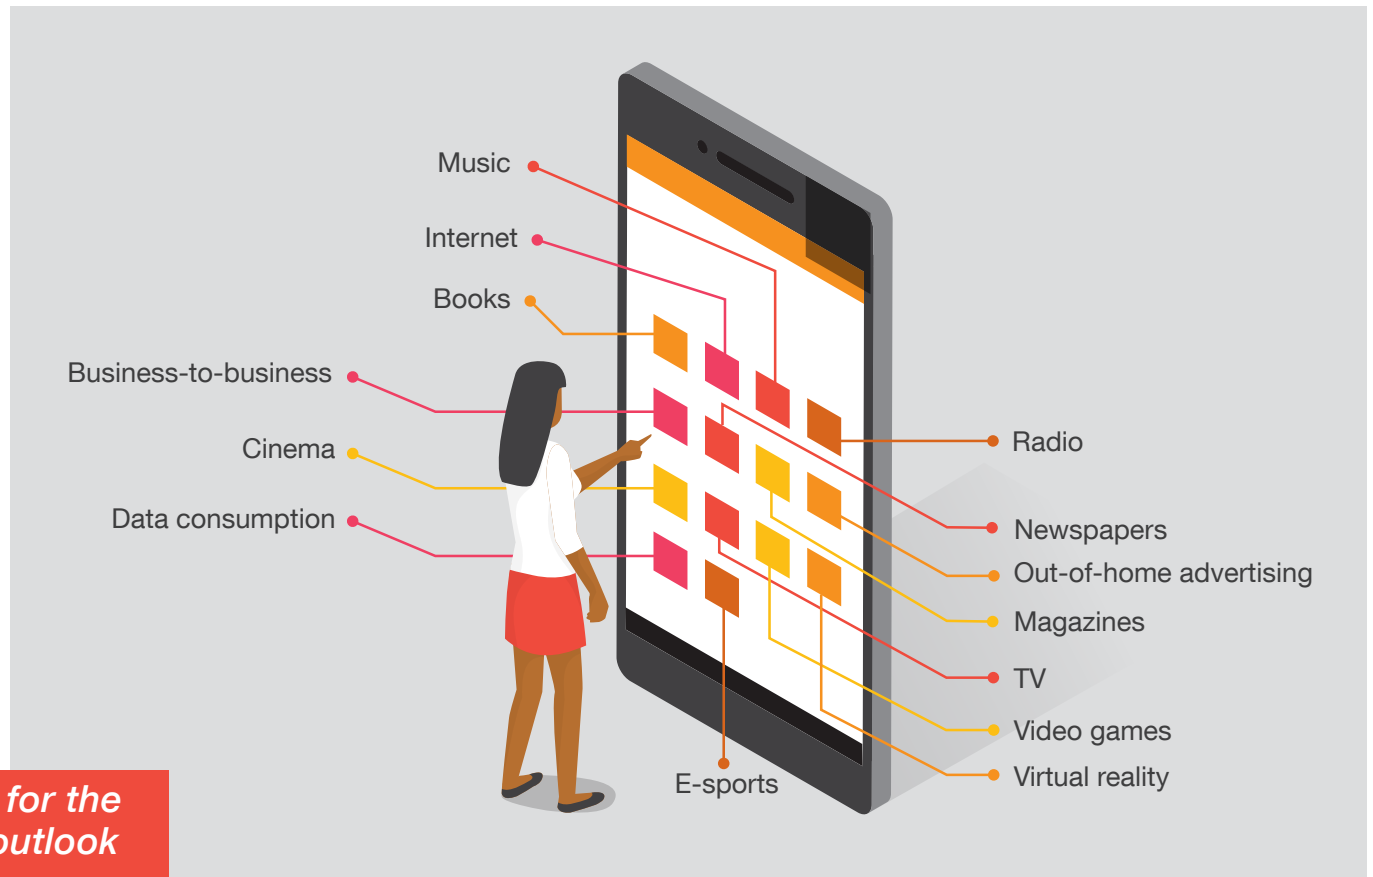 Music
Internet
Books
Business-to-business
Cinema
Data consumption
Radio
Newspapers
Out-of-home advertising
Magazines
TV
Video games
Virtual reality
E-sports
for the
outlook